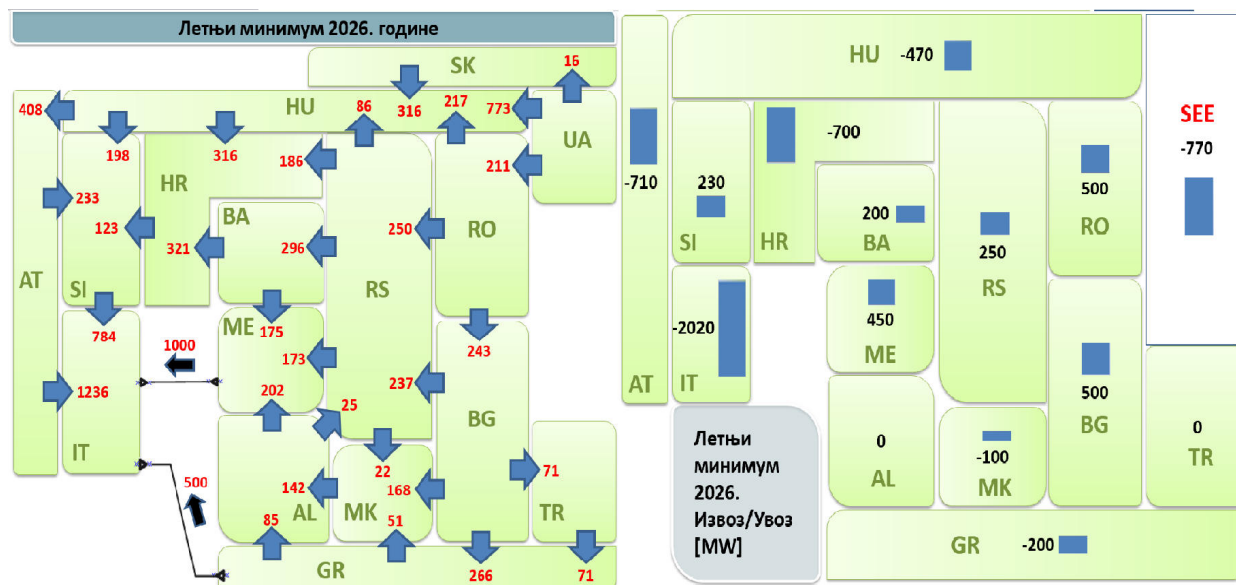 Летњи минимум 2026. године
SK
16
408
HU
86
316
217
773
UA
198
316
186
211
HR
233
BA
123
321
296
250
RO
AT
SI
RS
784
ME
175
243
1000
173
1236
202
25
237
BG
IT
22
71
500
142
168
AL
MK
TR
85
51
GR
266
71
HU
-470
SEE
-770
-700
-710
230
500
200
SI
HR
BA
250
RO
RS
-2020
450
ME
500
AT
IT
BG
Летњи
минимум
2026.
Извоз/Увоз
[MW]
0
-100
0
AL
MK
TR
GR
-200